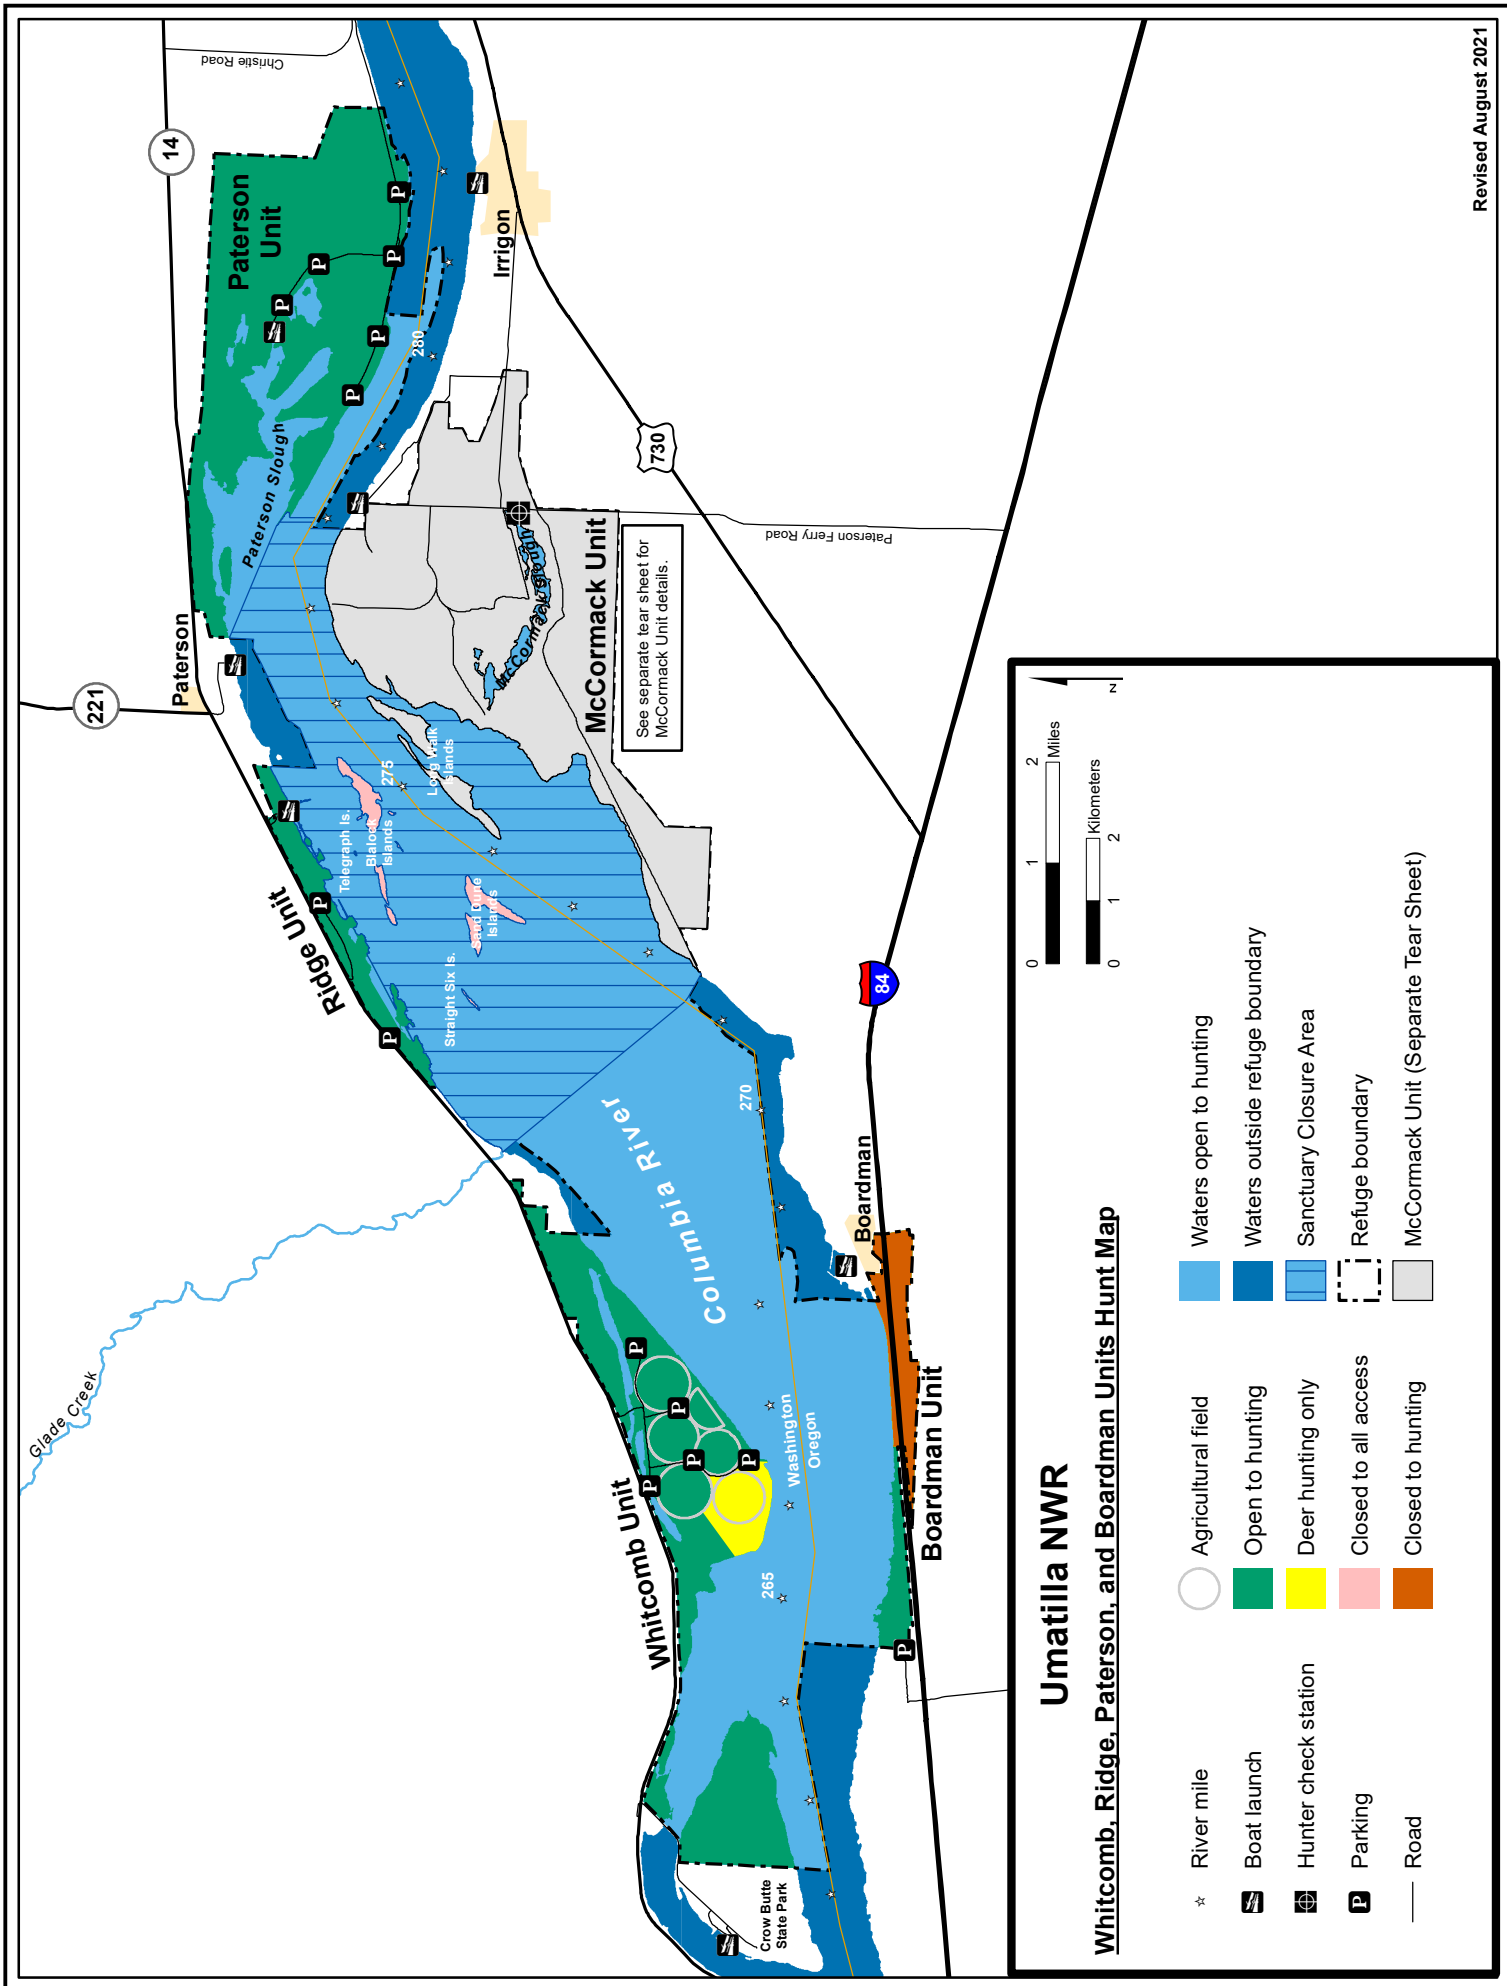 Christie Road
14
Paterson
Unit
Irrigon
280
Paterson Slough
730
Paterson Ferry Road
McCormack Slough
McCormack Unit
See separate tear sheet for
McCormack Unit details.
221
Paterson
275
Long Walk
Islands
Telegraph Is.
Blalock
Islands
Sand Dune
Islands
Straight Six Is.
Ridge Unit
84
270
Columbia River
Boardman
Boardman Unit
Glade Creek
Washington
Oregon
Whitcomb Unit
265
Crow Butte
State Park
Revised August 2021
Umatilla NWR
Whitcomb, Ridge, Paterson, and Boardman Units Hunt Map
River mile
Boat launch
Hunter check station
P Parking
Road
Agricultural field
Open to hunting
Deer hunting only
Closed to all access
Closed to hunting
Waters open to hunting
Waters outside refuge boundary
Sanctuary Closure Area
Refuge boundary
McCormack Unit (Separate Tear Sheet)
0 1 2
Miles
Kilometers
0 1 2
N
P
P
P
P
P
P
P
P
P
P
P
P
P
P